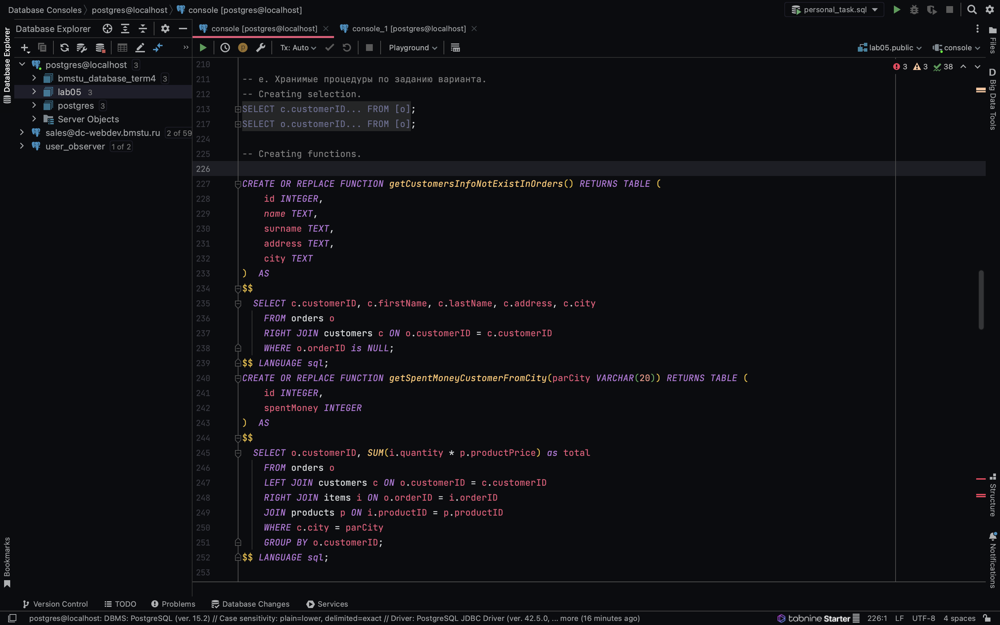 Database Consoles postgres@localhost console [postgres@localhost]
personal_task.sql
Database Explorer
console [postgres@localhost]
console_1 [postgres@localhost]
Tx: Auto
Playground
lab05.public
console
Database Explorer
Bookmarks
postgres@localhost 3
bmstu_database_term4 3
lab05 3
postgres 3
Server Objects
sales@dc-webdev.bmstu.ru 2 of 59
user_observer 1 of 2
3 3 38
210
211 -- е. Хранимые процедуры по заданию варианта.
212 -- Creating selection.
213 SELECT c.customerID... FROM [o];
217 SELECT o.customerID... FROM [o];
224
225 -- Creating functions.
226
227 CREATE OR REPLACE FUNCTION getCustomersInfoNotExistInOrders() RETURNS TABLE (
228 id INTEGER,
229 name TEXT,
230 surname TEXT,
231 address TEXT,
232 city TEXT
233 ) AS
234 $$
235 SELECT c.customerID, c.firstName, c.lastName, c.address, c.city
236 FROM orders o
237 RIGHT JOIN customers c ON o.customerID = c.customerID
238 WHERE o.orderID is NULL;
239 $$ LANGUAGE sql;
240 CREATE OR REPLACE FUNCTION getSpentMoneyCustomerFromCity(parCity VARCHAR(20)) RETURNS TABLE (
241 id INTEGER,
242 spentMoney INTEGER
243 ) AS
244 $$
245 SELECT o.customerID, SUM(i.quantity * p.productPrice) as total
246 FROM orders o
247 LEFT JOIN customers c ON o.customerID = c.customerID
248 RIGHT JOIN items i ON o.orderID = i.orderID
249 JOIN products p ON i.productID = p.productID
250 WHERE c.city = parCity
251 GROUP BY o.customerID;
252 $$ LANGUAGE sql;
253
Files
D Big Data Tools
Structure
Notifications
Version Control
TODO
Problems
Database Changes
Services
postgres@localhost: DBMS: PostgreSQL (ver. 15.2) // Case sensitivity: plain=lower, delimited=exact // Driver: PostgreSQL JDBC Driver (ver. 42.5.0, ... more (16 minutes ago)
tabnine Starter
226:1 LF UTF-8 4 spaces